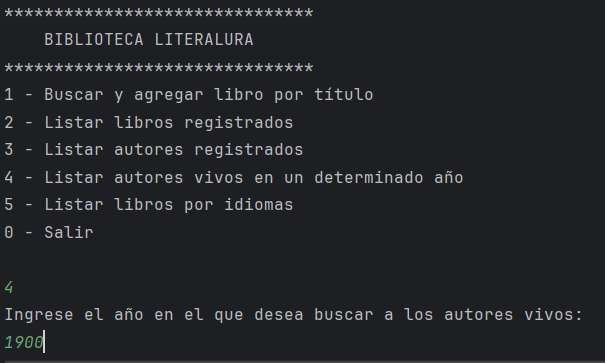 *******************************
    BIBLIOTECA LITERALURA
*******************************
1 - Buscar y agregar libro por título
2 - Listar libros registrados
3 - Listar autores registrados
4 - Listar autores vivos en un determinado año
5 - Listar libros por idiomas
0 - Salir

4
Ingrese el año en el que desea buscar a los autores vivos:
1900